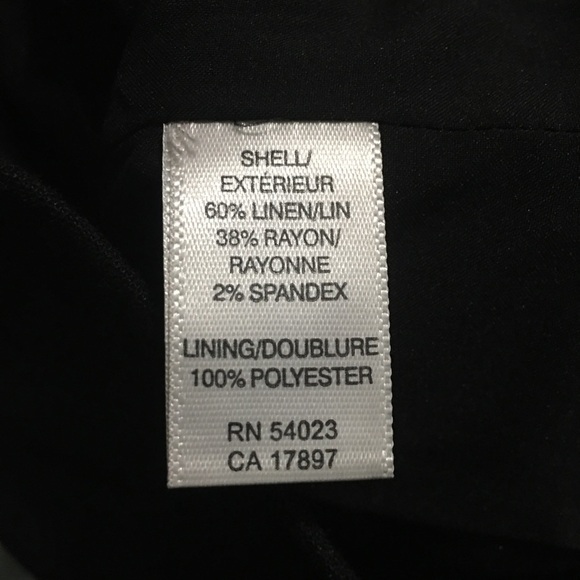 SHELL/
EXTÉRIEUR
60% LINEN/LIN
38% RAYON/
RAYONNE
2% SPANDEX
LINING/DOUBLURE
100% POLYESTER
RN 54023
CA 17897